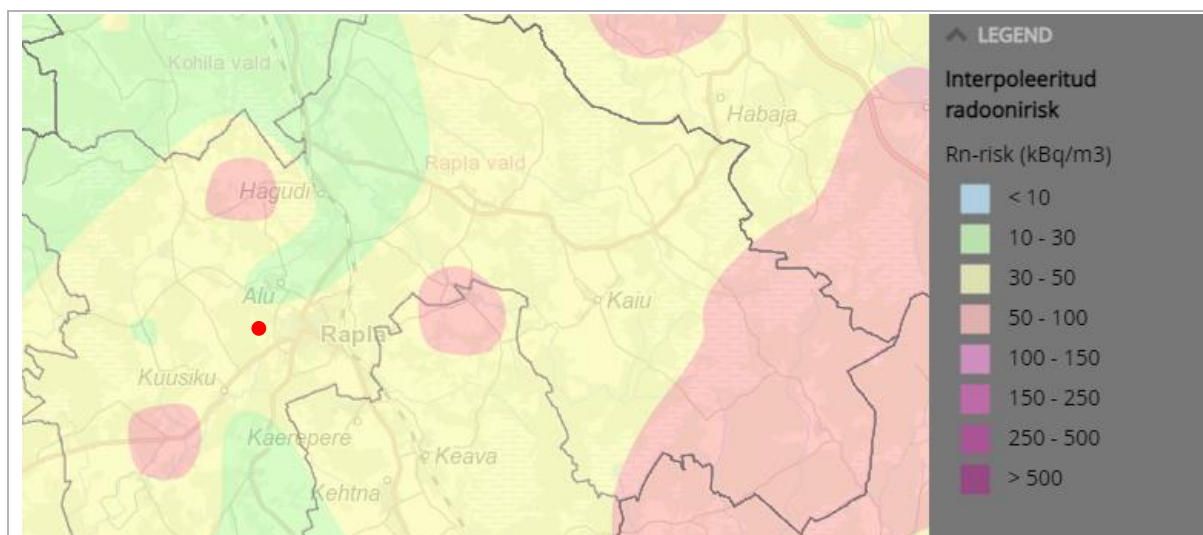 Kohila vald
Habaja
Rapla vald
Hagudi
Alu
Kaiu
Rapla
Kuusiku
Kaerepere
Keava
Kehtna
LEGEND
Interpoleeritud
radoonirisk
Rn-risk (kBq/m3)
< 10
10 - 30
30 - 50
50 - 100
100 - 150
150 - 250
250 - 500
> 500